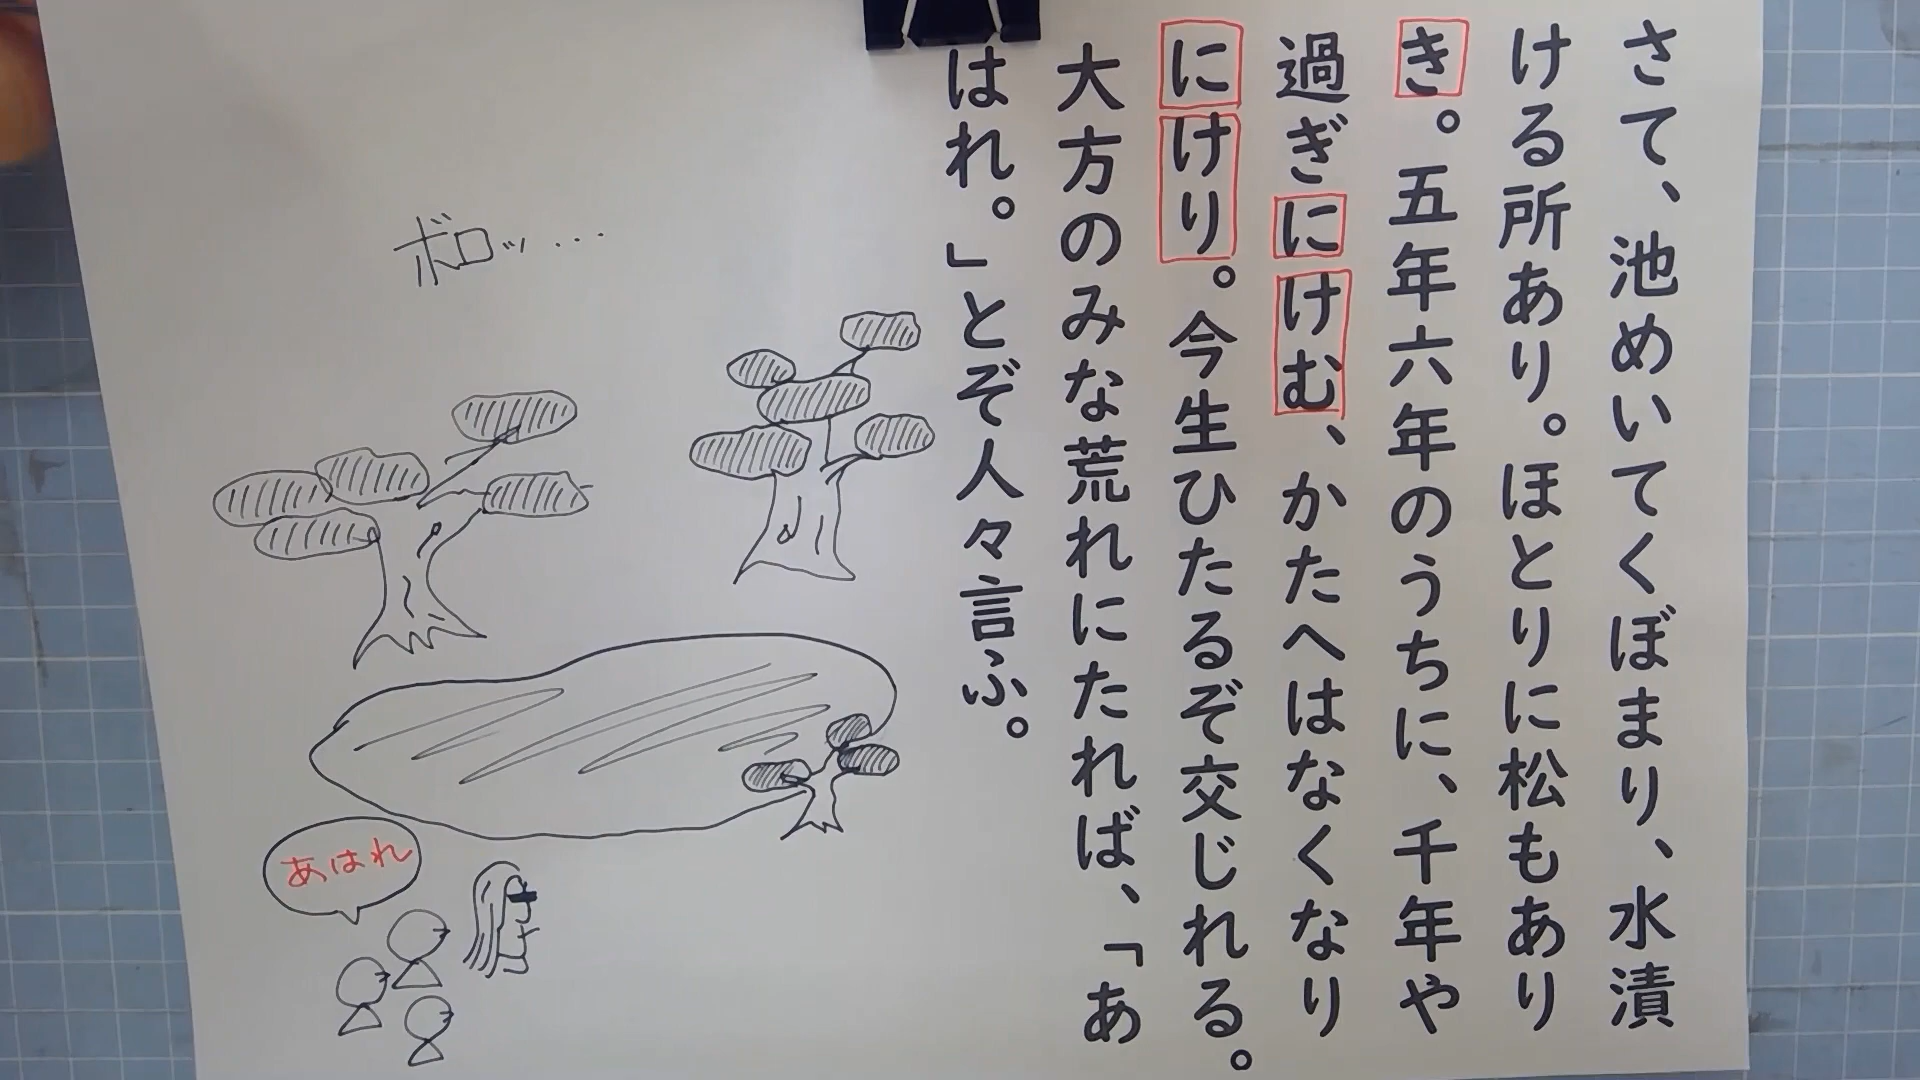 さて、池めいてくぼまり、水漬
ける所あり。ほとりに松もあり
き。五年六年のうちに、千年や
過ぎにけむ、かたへはなくなり
にけり。今生ひたるぞ交じれる。
大方のみな荒れにたれば、「あ
はれ。」とぞ人々言ふ。
ボロッ…
あはれ